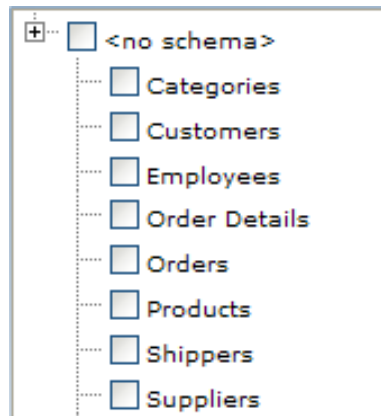 <no schema>
Categories
Customers
Employees
Order Details
Orders
Products
Shippers
Suppliers